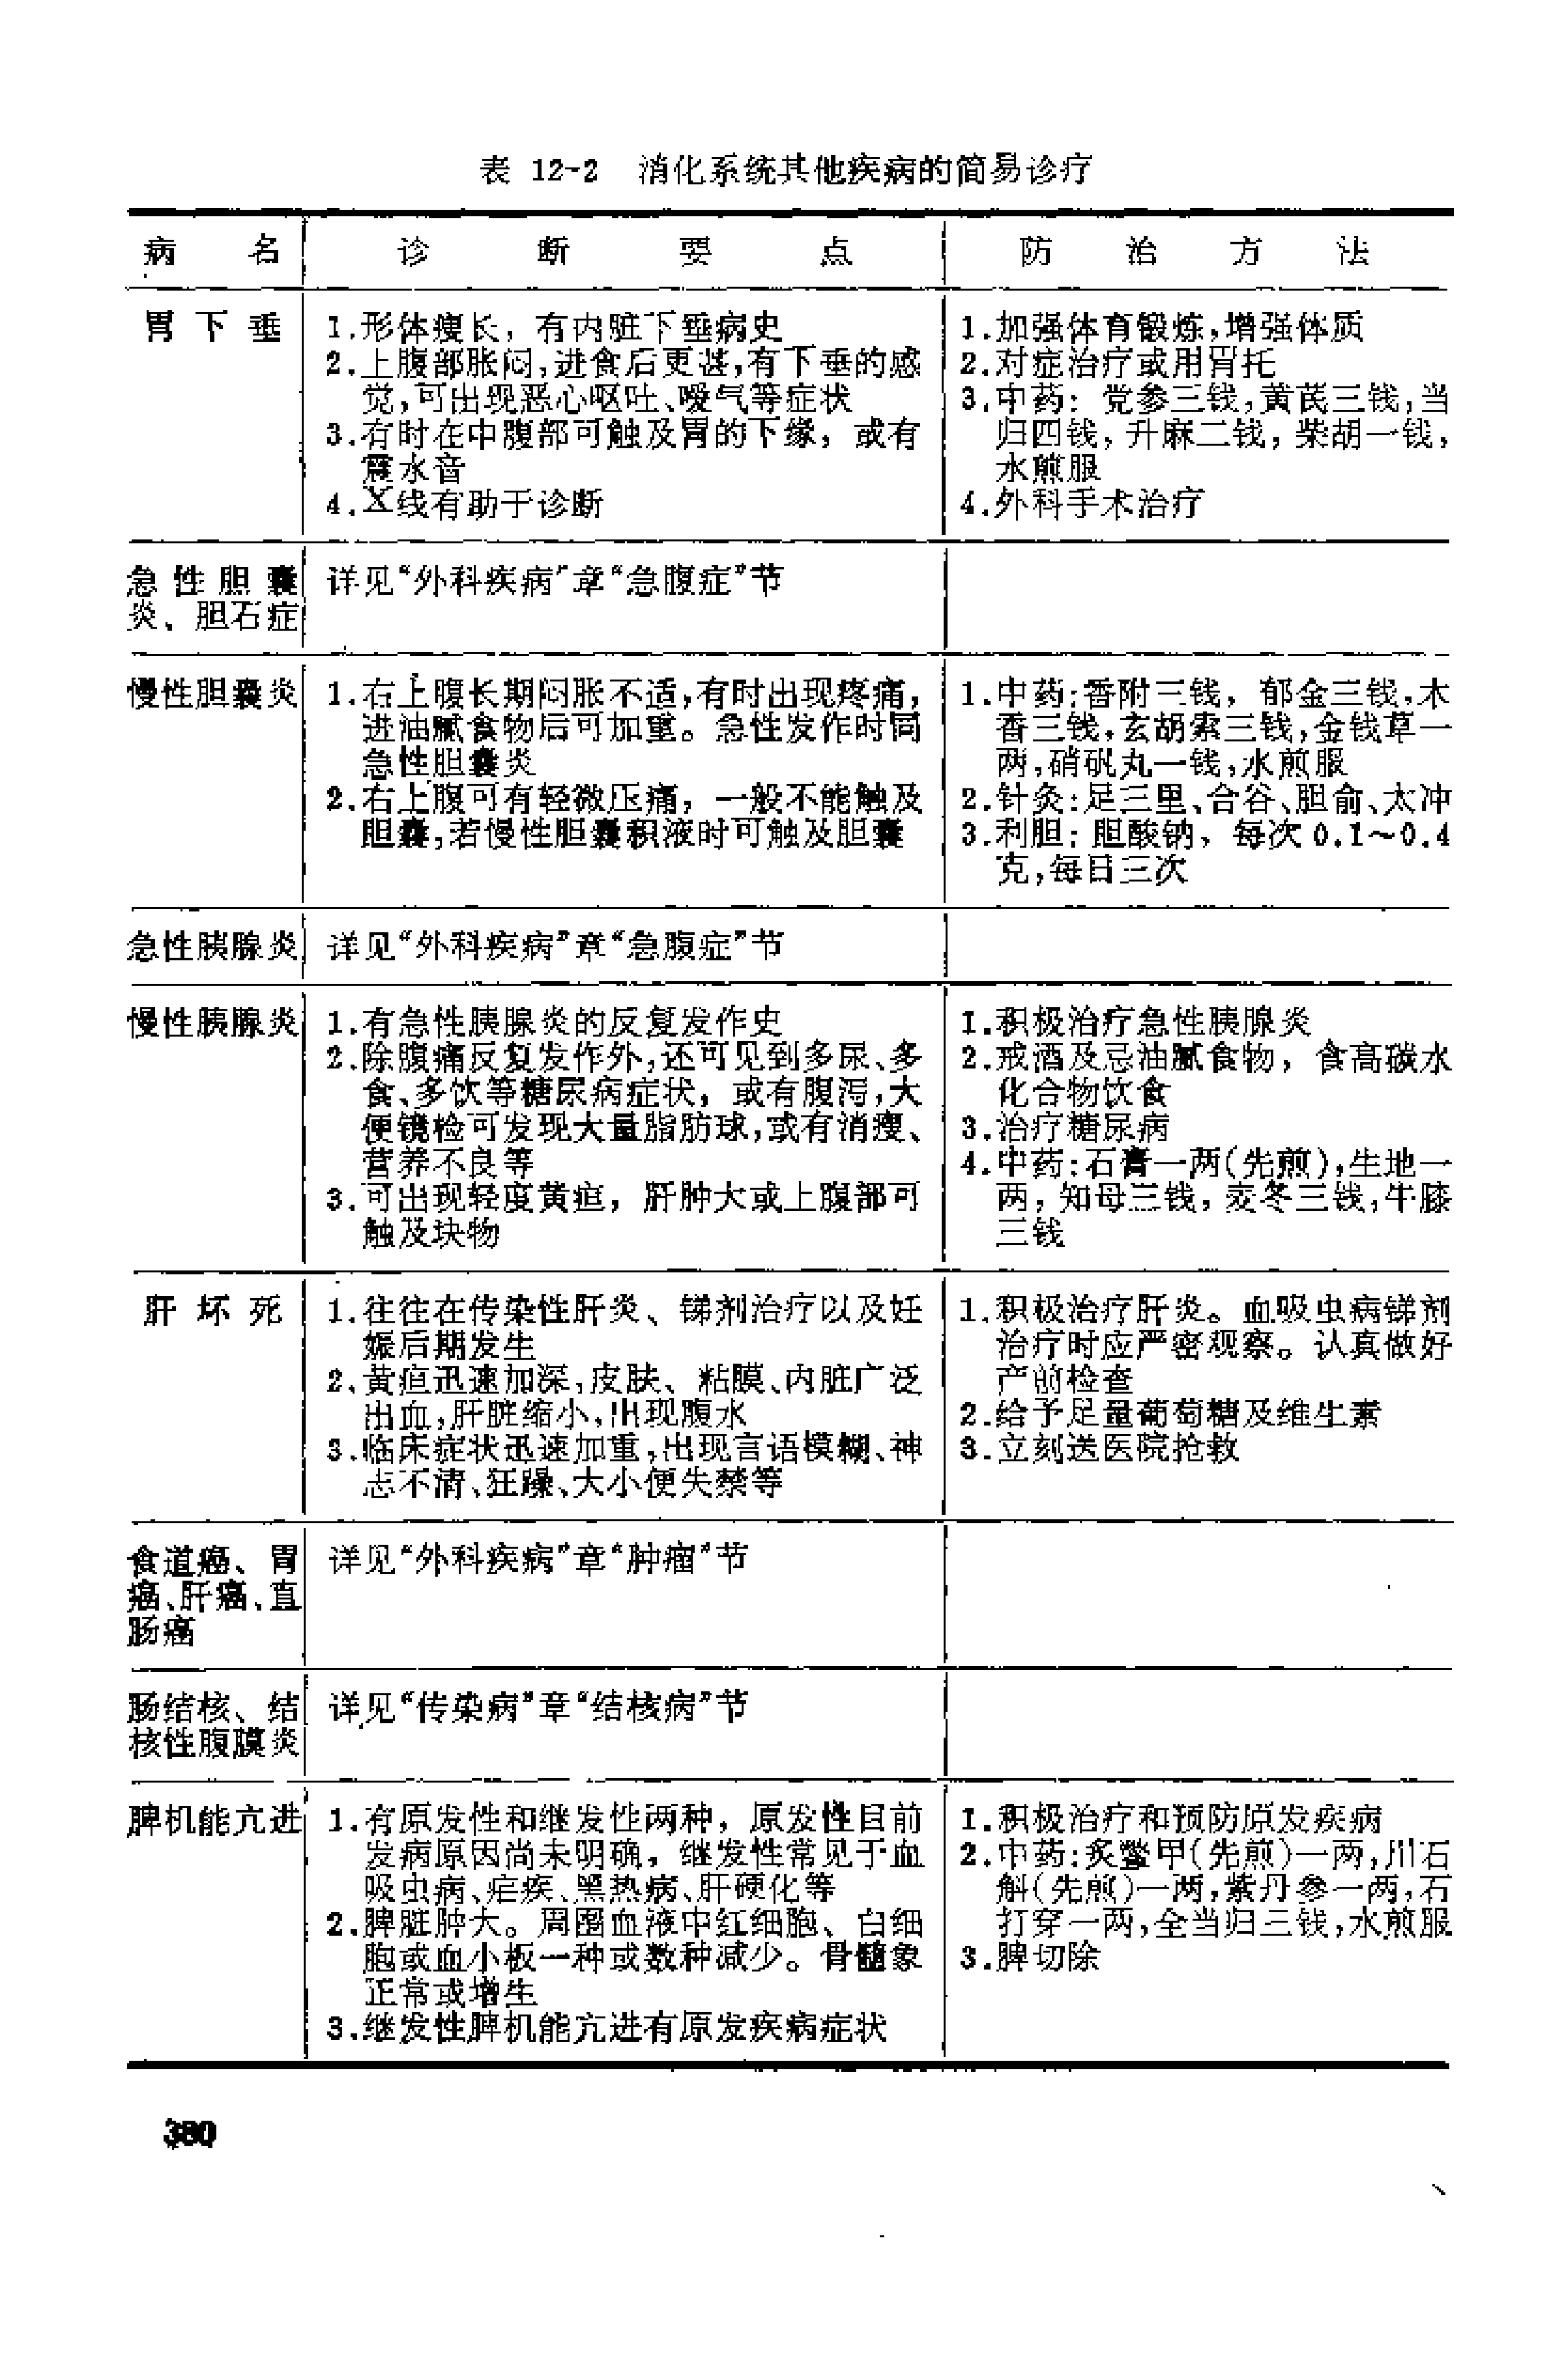 表 12-2 消化系统其他疾病的简易诊疗
病 名 诊 断 要 点 防 治 方 法
胃 下 垂
1.形体瘦长，有内脏下垂病史
2.上腹部胀闷,进食后更甚,有下垂的感
觉,可出现恶心呕吐、嗳气等症状
3.有时在中腹部可触及胃的下缘，或有
震水音
4.X线有助于诊断
1.加强体育锻炼,增强体质
2.对症治疗或用胃托
3.中药：党参三钱,黄芪三钱,当
归四钱，升麻二钱，柴胡一钱，
水煎服
4.外科手术治疗
急 性 胆 囊
炎、胆石症
详见“外科疾病”章“急腹症”节
慢性胆囊炎
1.右上腹长期闷胀不适,有时出现疼痛，
进油腻食物后可加重。急性发作时同
急性胆囊炎
2.右上腹可有轻微压痛，一般不能触及
胆囊,若慢性胆囊积液时可触及胆囊
1.中药:香附三钱，郁金三钱,木
香三钱,玄胡索三钱,金钱草一
两,硝矾丸一钱,水煎服
2.针灸:足三里、合谷、胆俞、太冲
3.利胆：胆酸钠，每次0.1～0.4
克,每日三次
急性胰腺炎
详见“外科疾病”章“急腹症”节
慢性胰腺炎
1.有急性胰腺炎的反复发作史
2.除腹痛反复发作外,还可见到多尿、多
食、多饮等糖尿病症状，或有腹泻,大
便镜检可发现大量脂肪球,或有消瘦、
营养不良等
3.可出现轻度黄疸，肝肿大或上腹部可
触及块物
1.积极治疗急性胰腺炎
2.戒酒及忌油腻食物，食高碳水
化合物饮食
3.治疗糖尿病
4.中药:石膏一两(先煎),生地一
两，知母三钱，麦冬三钱,牛膝
三钱
肝 坏 死
1.往往在传染性肝炎、锑剂治疗以及妊
娠后期发生
2.黄疸迅速加深,皮肤、粘膜、内脏广泛
出血,肝脏缩小,出现腹水
3.临床症状迅速加重,出现言语模糊、神
志不清、狂躁、大小便失禁等
1.积极治疗肝炎。血吸虫病锑剂
治疗时应严密观察。认真做好
产前检查
2.给予足量葡萄糖及维生素
3.立刻送医院抢救
食道癌、胃
癌、肝癌、直
肠癌
详见“外科疾病”章“肿瘤”节
肠结核、结
核性腹膜炎
详见“传染病”章“结核病”节
脾机能亢进
1.有原发性和继发性两种，原发性目前
发病原因尚未明确，继发性常见于血
吸虫病、疟疾、黑热病、肝硬化等
2.脾脏肿大。周围血液中红细胞、白细
胞或血小板一种或数种减少。骨髓象
正常或增生
3.继发性脾机能亢进有原发疾病症状
1.积极治疗和预防原发疾病
2.中药:炙鳖甲(先煎)一两,川石
斛(先煎)一两,紫丹参一两,石
打穿一两,全当归三钱,水煎服
3.脾切除
380